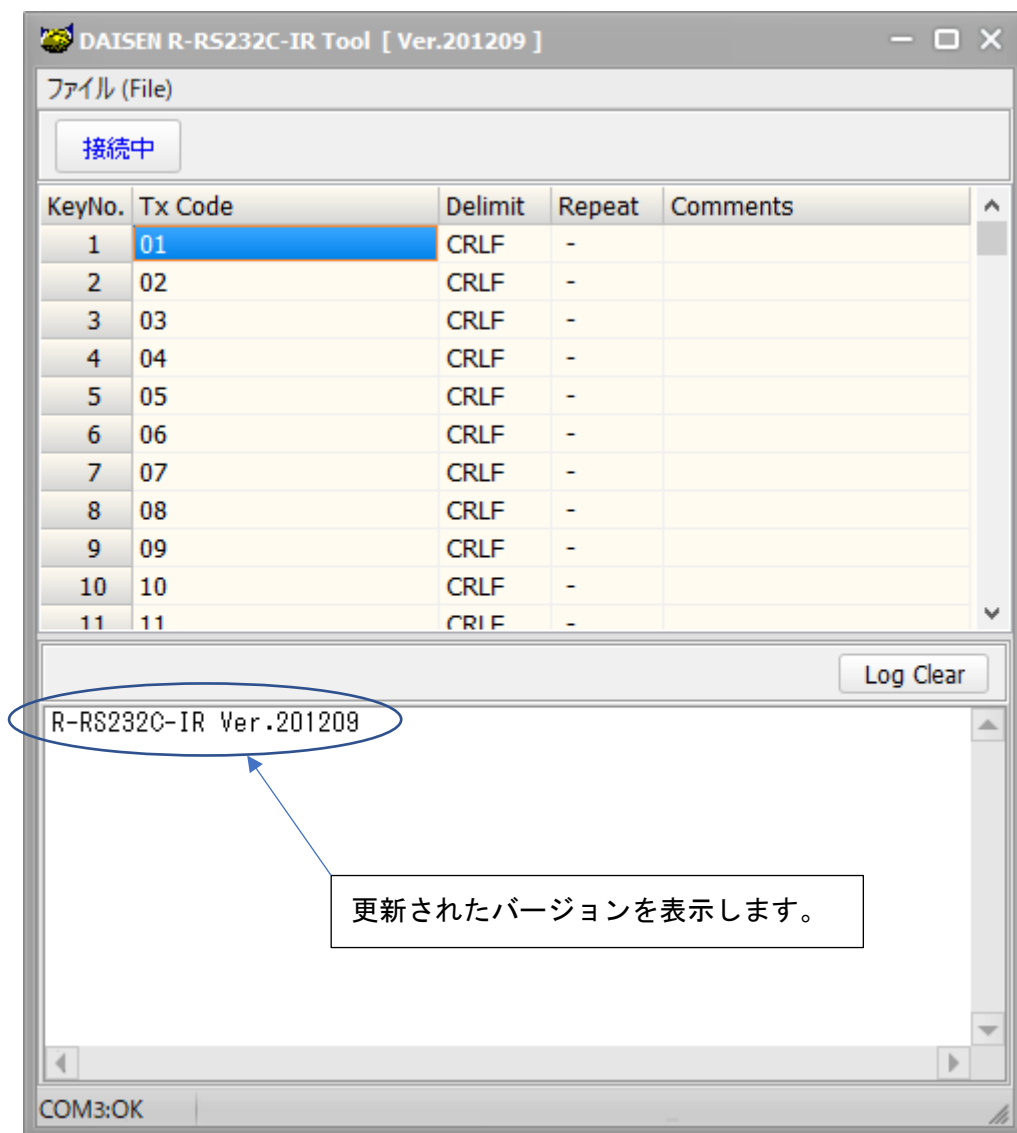 DAISEN R-RS232C-IR Tool [ Ver.201209 ]
ファイル (File)
接続中
KeyNo. Tx Code Delimit Repeat Comments
1 01 CRLF -
2 02 CRLF -
3 03 CRLF -
4 04 CRLF -
5 05 CRLF -
6 06 CRLF -
7 07 CRLF -
8 08 CRLF -
9 09 CRLF -
10 10 CRLF -
11 11 CRLF -
Log Clear
R-RS232C-IR Ver.201209
更新されたバージョンを表示します。
COM3:OK